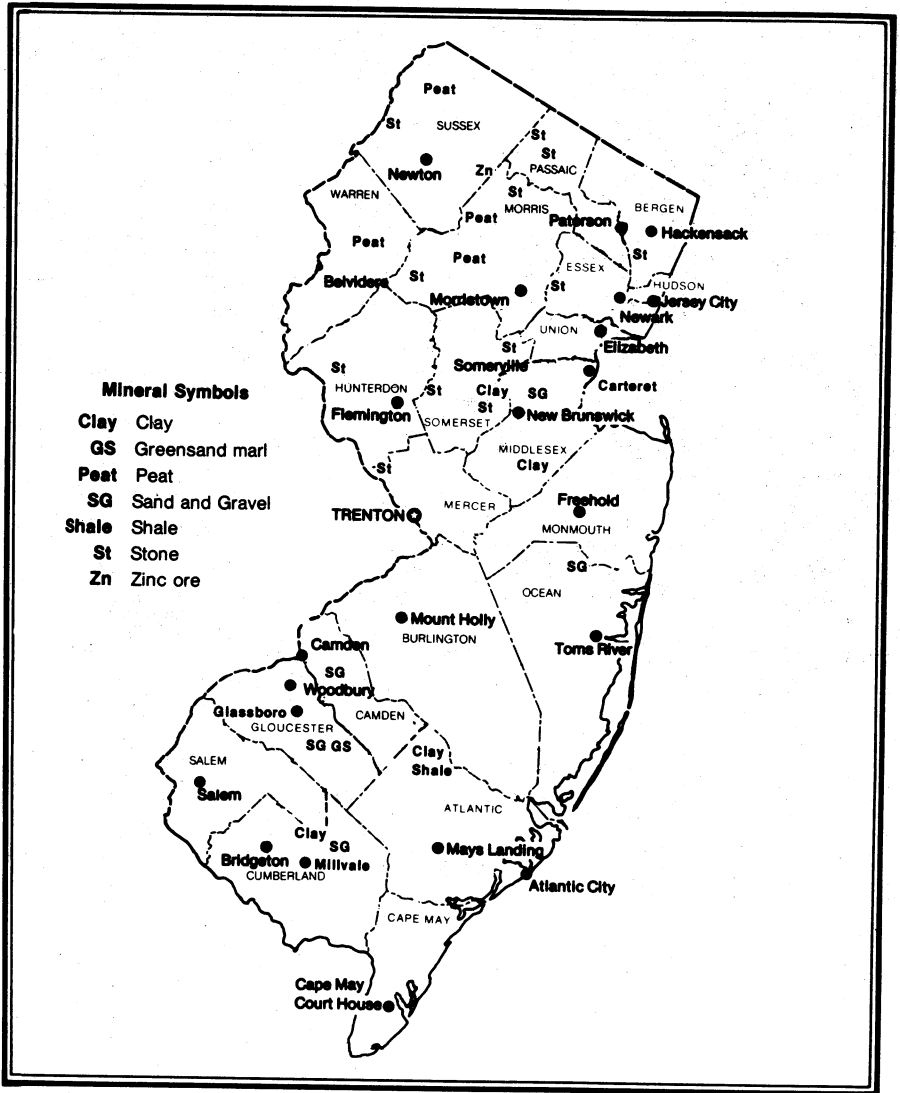 Peat
St
SUSSEX
St
St
PASSAIC
Newton
Zn
WARREN
St
MORRIS
BERGEN
Peat
Paterson
Hackensack
Peat
Peat
St
ESSEX
St
Belvidere
St
HUDSON
Morristown
Jersey City
Newark
UNION
Elizabeth
St
Somerville
St
HUNTERDON
St
Clay
SG
Carteret
Flemington
St
New Brunswick
SOMERSET
MIDDLESEX
Clay
St
MERCER
Freehold
TRENTON
MONMOUTH
SG
OCEAN
Mineral Symbols
Clay Clay
GS Greensand marl
Peat Peat
SG Sand and Gravel
Shale Shale
St Stone
Zn Zinc ore
Mount Holly
BURLINGTON
Toms River
Camden
SG
Woodbury
Glassboro
GLOUCESTER
CAMDEN
SG GS
Clay
Shale
SALEM
Salem
ATLANTIC
Clay
SG
Bridgeton
Millvale
CUMBERLAND
Mays Landing
Atlantic City
CAPE MAY
Cape May
Court House